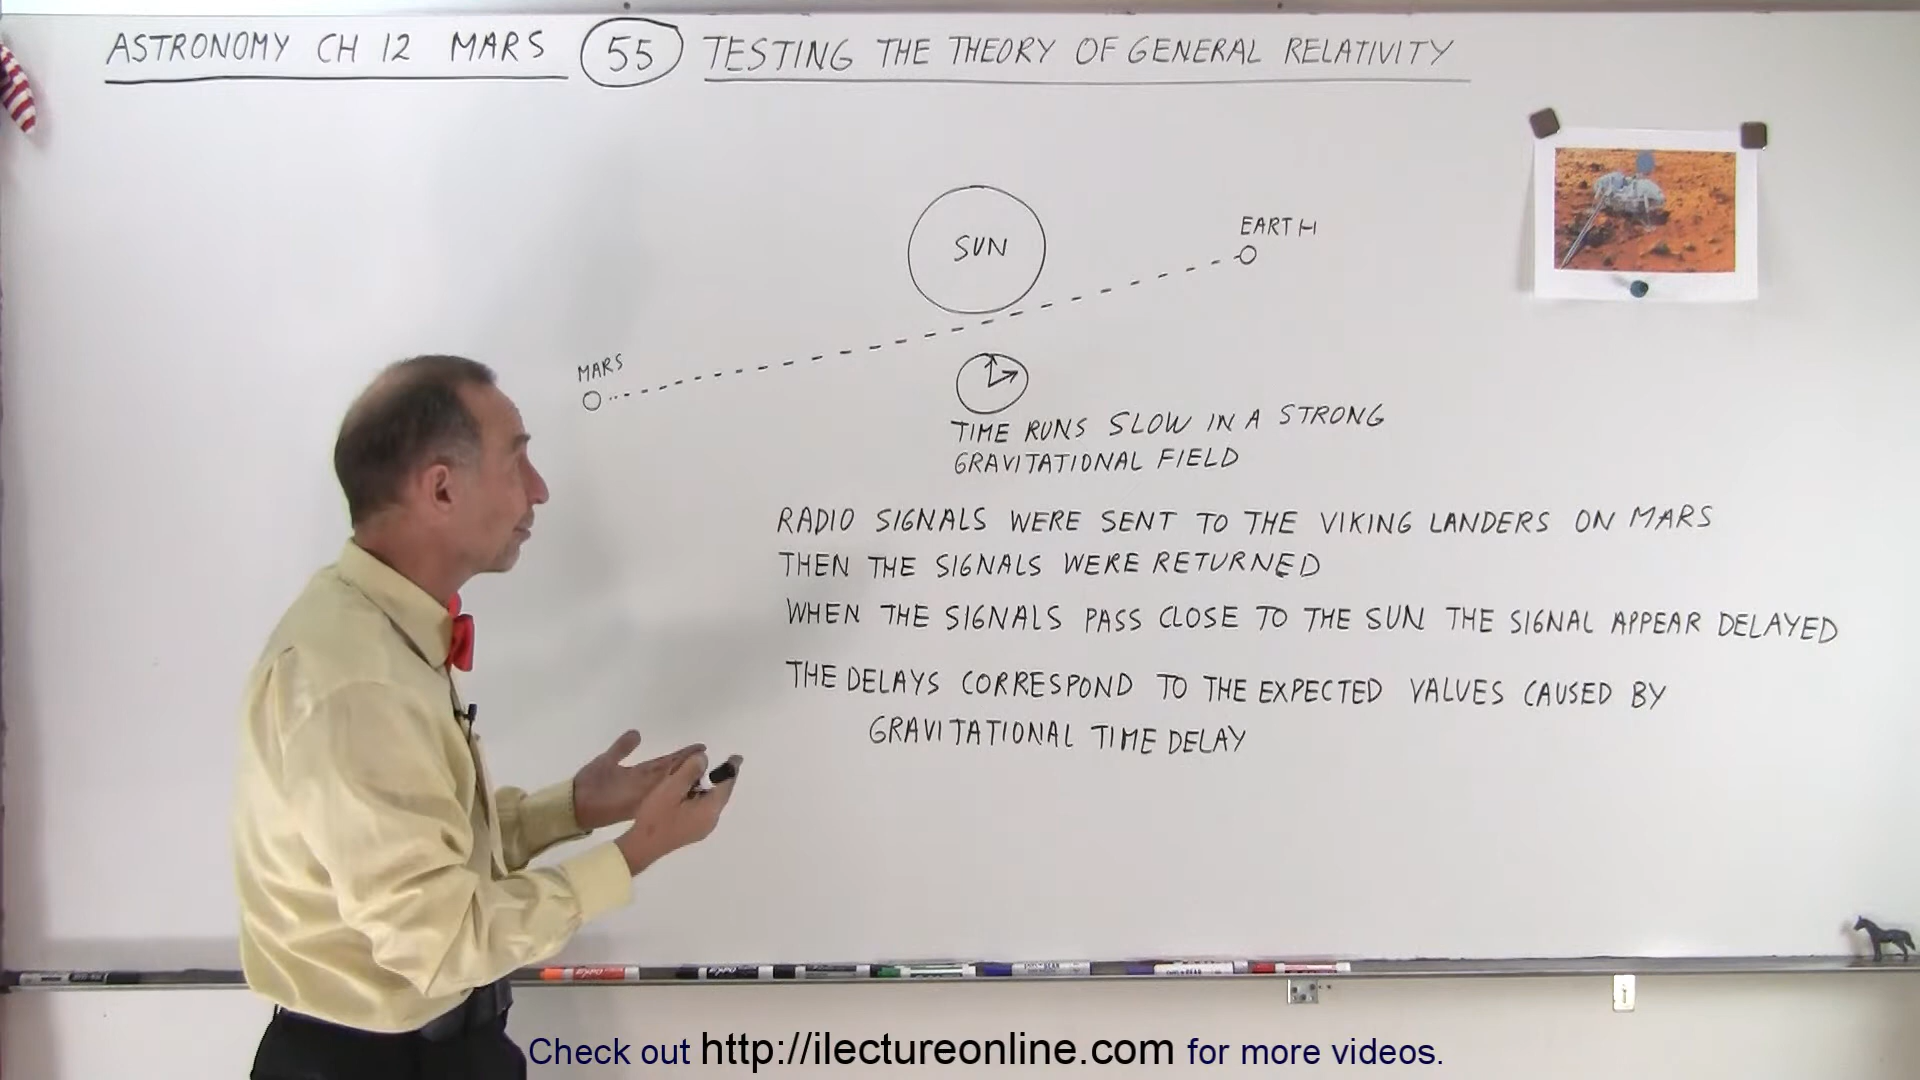 ASTRONOMY CH 12 MARS 55 TESTING THE THEORY OF GENERAL RELATIVITY
SUN
EARTH
MARS
TIME RUNS SLOW IN A STRONG
GRAVITATIONAL FIELD
RADIO SIGNALS WERE SENT TO THE VIKING LANDERS ON MARS
THEN THE SIGNALS WERE RETURNED
WHEN THE SIGNALS PASS CLOSE TO THE SUN THE SIGNAL APPEAR DELAYED
THE DELAYS CORRESPOND TO THE EXPECTED VALUES CAUSED BY
GRAVITATIONAL TIME DELAY
Check out http://ilectureonline.com for more videos.